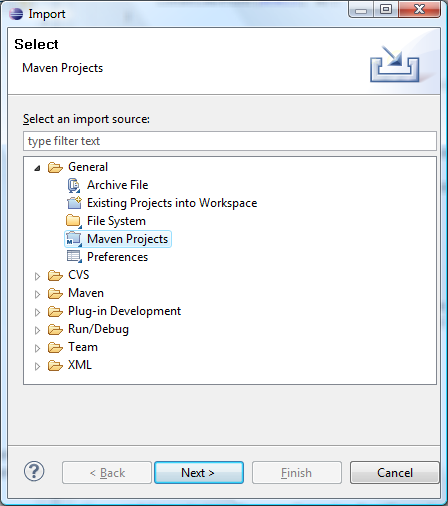 Import
Select
Maven Projects
Select an import source:
type filter text
General
Archive File
Existing Projects into Workspace
File System
Maven Projects
Preferences
CVS
Maven
Plug-in Development
Run/Debug
Team
XML
? < Back Next > Finish Cancel